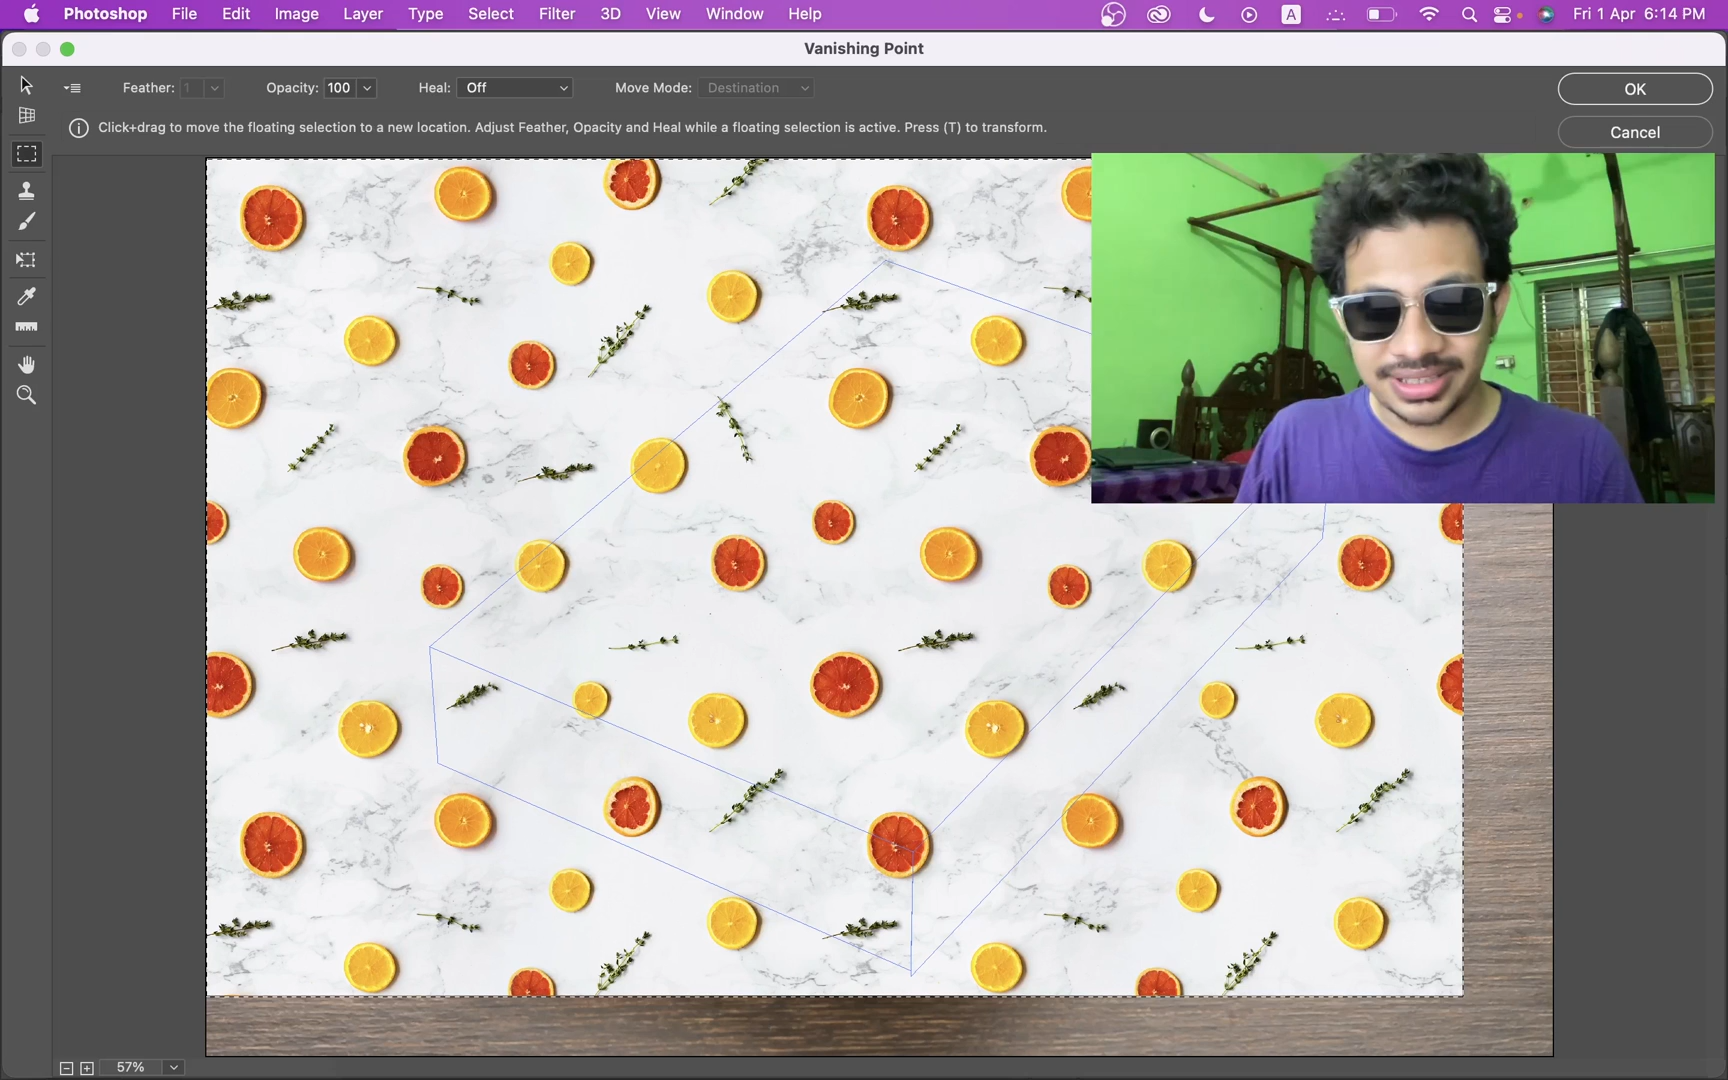 Photoshop File Edit Image Layer Type Select Filter 3D View Window Help A Fri 1 Apr 6:14 PM
Vanishing Point
Feather: 1 Opacity: 100 Heal: Off Move Mode: Destination OK
Click+drag to move the floating selection to a new location. Adjust Feather, Opacity and Heal while a floating selection is active. Press (T) to transform. Cancel
57%